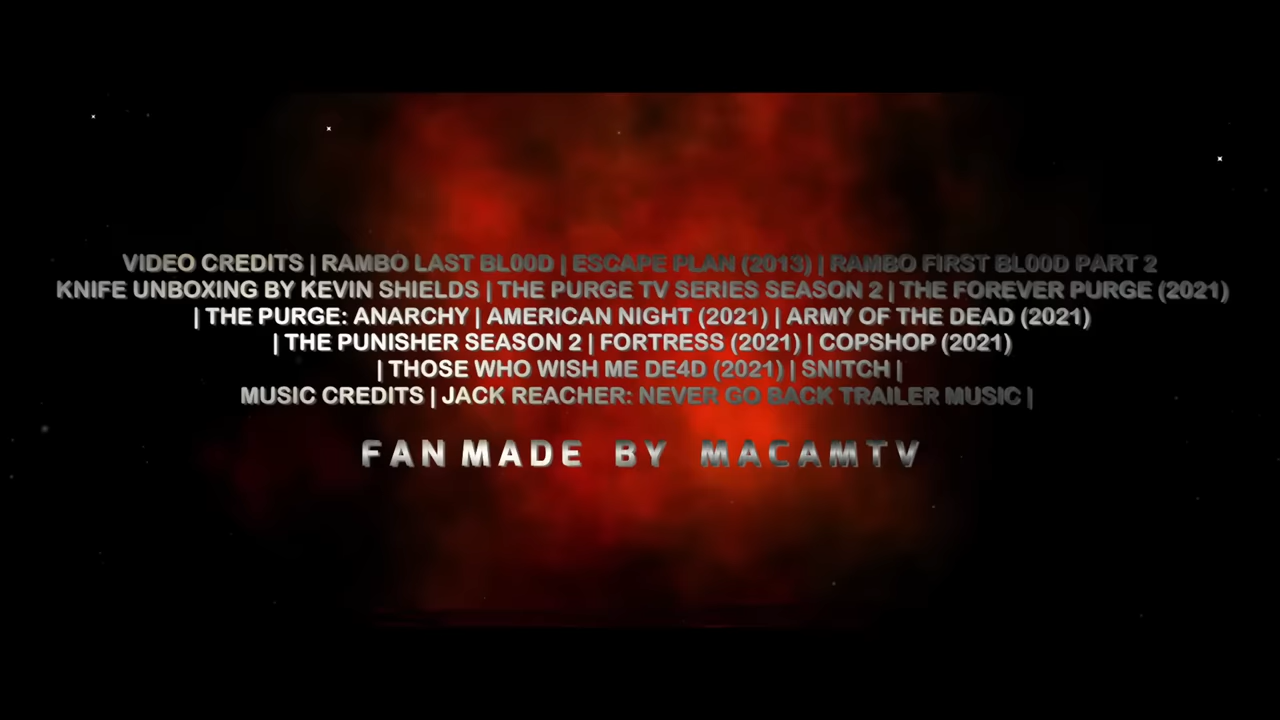 VIDEO CREDITS | RAMBO LAST BL00D | ESCAPE PLAN (2013) | RAMBO FIRST BL00D PART 2
KNIFE UNBOXING BY KEVIN SHIELDS | THE PURGE TV SERIES SEASON 2 | THE FOREVER PURGE (2021)
| THE PURGE: ANARCHY | AMERICAN NIGHT (2021) | ARMY OF THE DEAD (2021)
| THE PUNISHER SEASON 2 | FORTRESS (2021) | COPSHOP (2021)
| THOSE WHO WISH ME DE4D (2021) | SNITCH |
MUSIC CREDITS | JACK REACHER: NEVER GO BACK TRAILER MUSIC |
FAN MADE BY MACAMTV